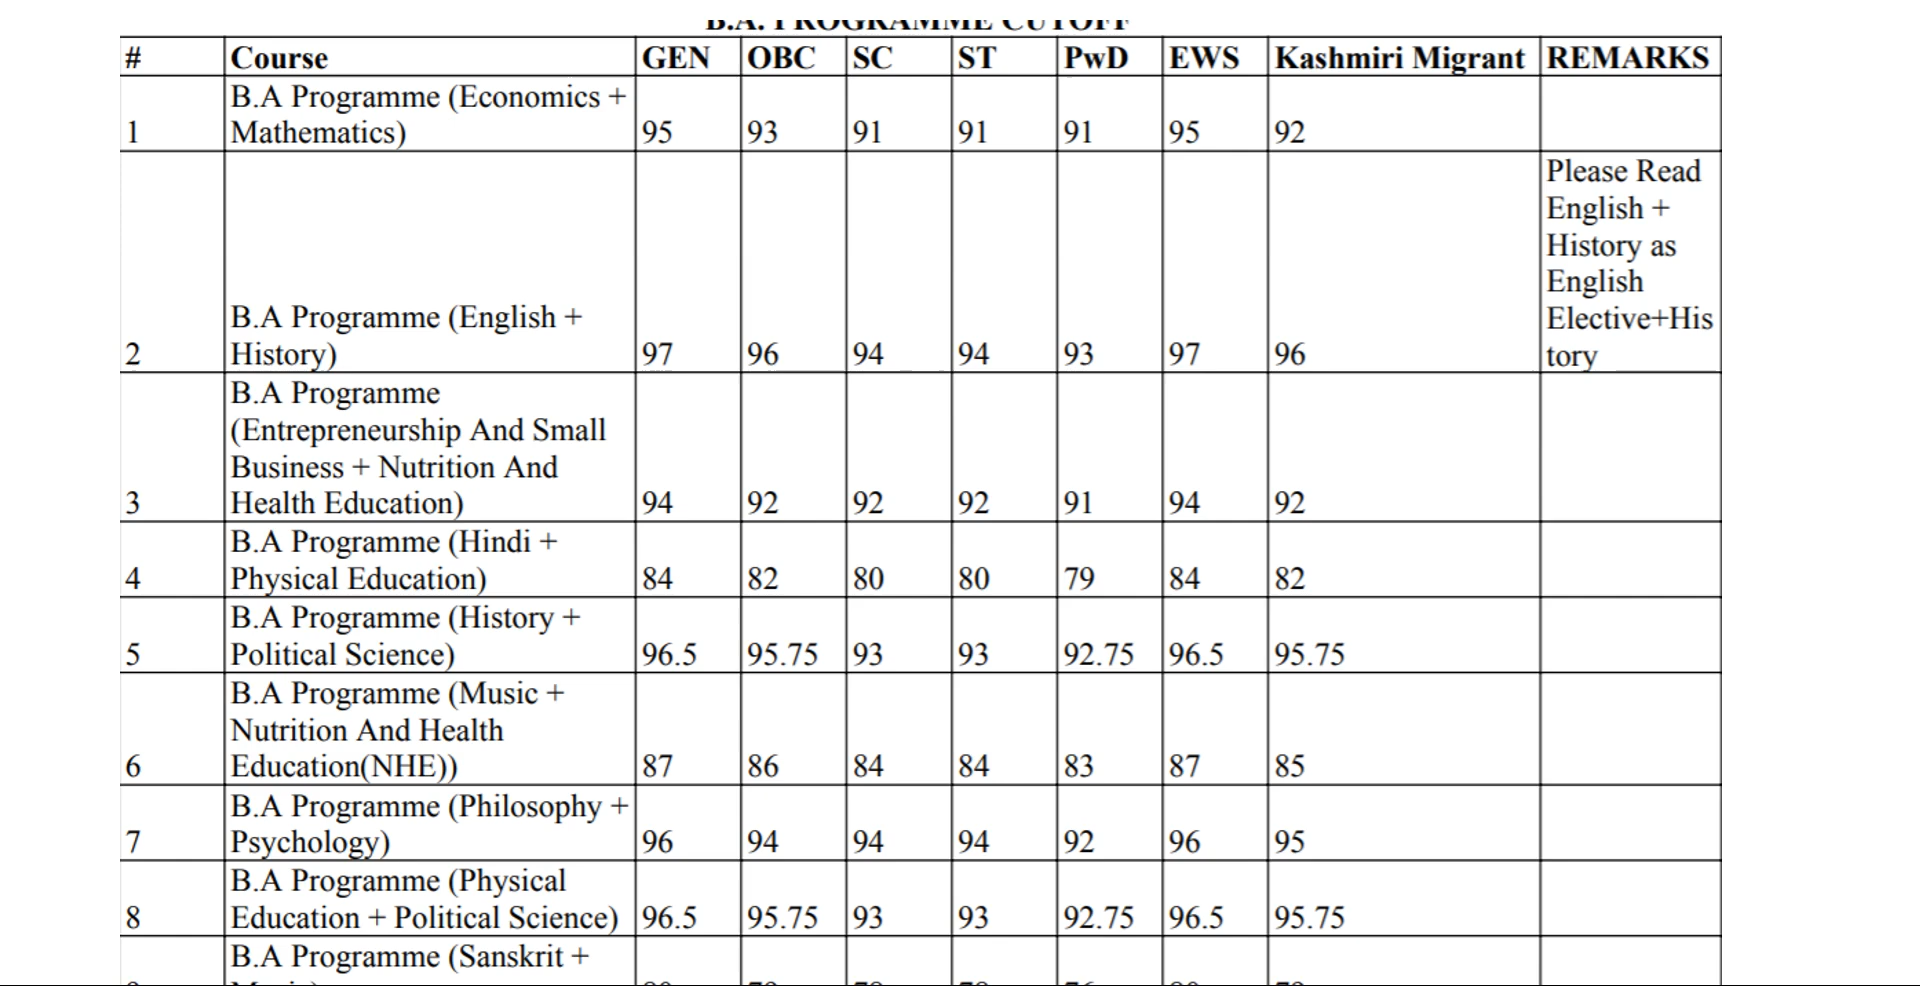 B.A. PROGRAMME CUTOFF
# Course GEN OBC SC ST PwD EWS Kashmiri Migrant REMARKS
B.A Programme (Economics +
1 Mathematics) 95 93 91 91 91 95 92
Please Read
English +
History as
English
B.A Programme (English + Elective+His
2 History) 97 96 94 94 93 97 96 tory
B.A Programme
(Entrepreneurship And Small
Business + Nutrition And
3 Health Education) 94 92 92 92 91 94 92
B.A Programme (Hindi +
4 Physical Education) 84 82 80 80 79 84 82
B.A Programme (History +
5 Political Science) 96.5 95.75 93 93 92.75 96.5 95.75
B.A Programme (Music +
Nutrition And Health
6 Education(NHE)) 87 86 84 84 83 87 85
B.A Programme (Philosophy +
7 Psychology) 96 94 94 94 92 96 95
B.A Programme (Physical
8 Education + Political Science) 96.5 95.75 93 93 92.75 96.5 95.75
B.A Programme (Sanskrit +